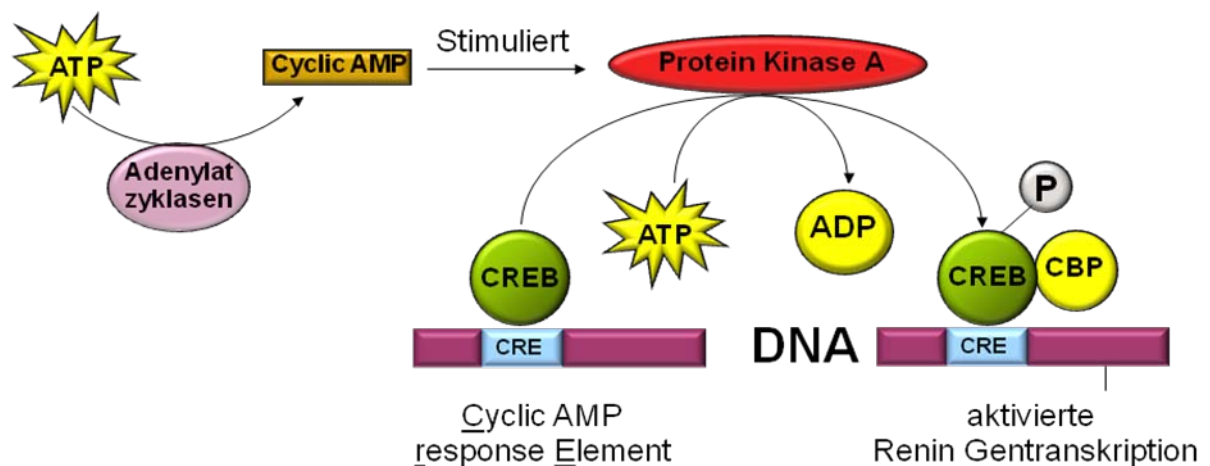 ATP
Cyclic AMP
Stimuliert
Protein Kinase A
Adenylat
zyklasen
P
ATP
ADP
CREB
CREB
CBP
CRE
DNA
CRE
Cyclic AMP
response Element
aktivierte
Renin Gentranskription